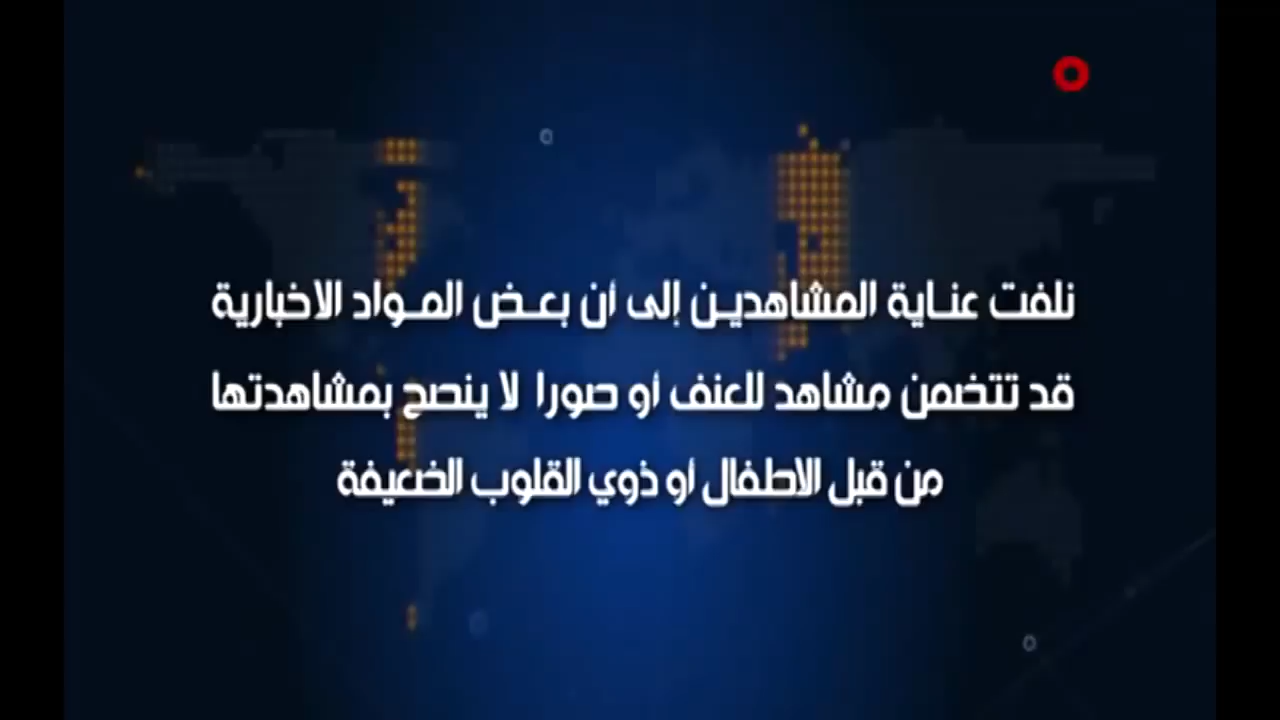 نلفت عناية المشاهدين إلى أن بعض المواد الاخبارية
قد تتضمن مشاهد للعنف أو صورا لا ينصح بمشاهدتها
من قبل الاطفال أو ذوي القلوب الضعيفة